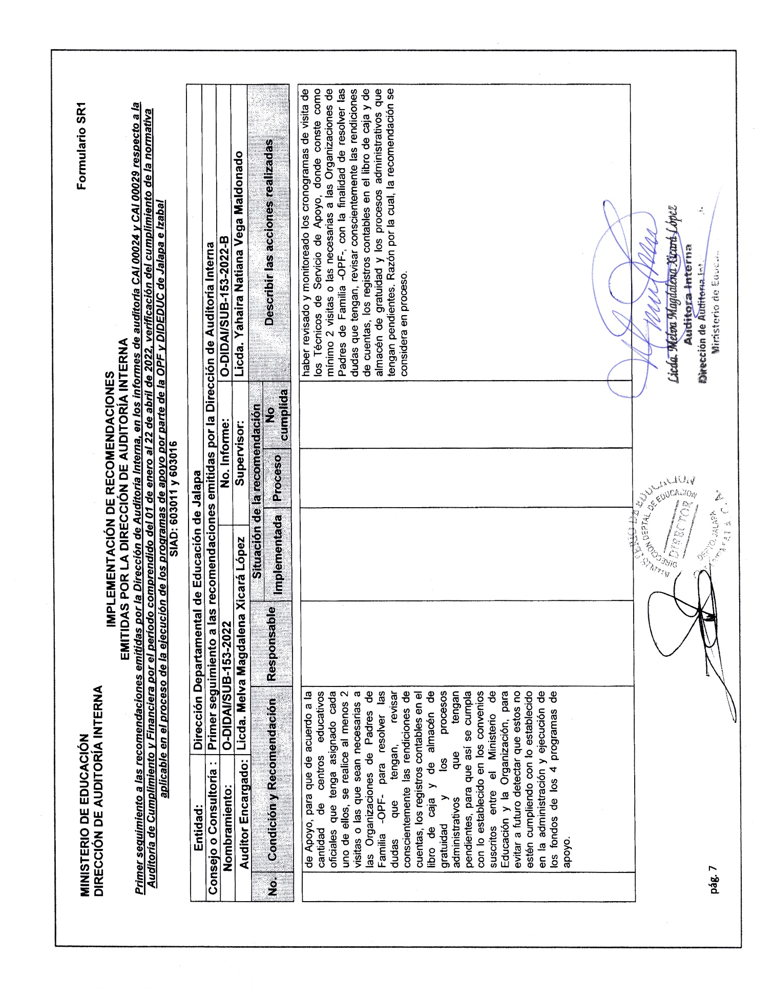 MINISTERIO DE EDUCACIÓN
DIRECCIÓN DE AUDITORÍA INTERNA
Formulario SR1
IMPLEMENTACIÓN DE RECOMENDACIONES
EMITIDAS POR LA DIRECCIÓN DE AUDITORÍA INTERNA
Primer seguimiento a las recomendaciones emitidas por la Dirección de Auditoría Interna, en los informes de auditoría CAI 00024 y CAI 00029 respecto a la
Auditoría de Cumplimiento y Financiera por el período comprendido del 01 de enero al 22 de abril de 2022, verificación del cumplimiento de la normativa
aplicable en el proceso de la ejecución de los programas de apoyo por parte de la OPF y DIDEDUC de Jalapa e Izabal
SIAD: 603011 y 603016
Entidad: Dirección Departamental de Educación de Jalapa
Consejo o Consultoría : Primer seguimiento a las recomendaciones emitidas por la Dirección de Auditoría Interna
Nombramiento: O-DIDAI/SUB-153-2022 No. Informe: O-DIDAI/SUB-153-2022-B
Auditor Encargado: Licda. Melva Magdalena Xicará López Supervisor: Licda. Yahaira Natiana Vega Maldonado
No. Condición y Recomendación Responsable Situación de la recomendación Describir las acciones realizadas
Implementada Proceso No cumplida
de Apoyo, para que de acuerdo a la
cantidad de centros educativos
oficiales que tenga asignado cada
uno de ellos, se realice al menos 2
visitas o las que sean necesarias a
las Organizaciones de Padres de
Familia -OPF- para resolver las
dudas que tengan, revisar
conscientemente las rendiciones de
cuentas, los registros contables en el
libro de caja y de almacén de
gratuidad y los procesos
administrativos que tengan
pendientes, para que así se cumpla
con lo establecido en los convenios
suscritos entre el Ministerio de
Educación y la Organización, para
evitar a futuro detectar que estos no
estén cumpliendo con lo establecido
en la administración y ejecución de
los fondos de los 4 programas de
apoyo.
haber revisado y monitoreado los cronogramas de visita de
los Técnicos de Servicio de Apoyo, donde conste como
mínimo 2 visitas o las necesarias a las Organizaciones de
Padres de Familia -OPF-, con la finalidad de resolver las
dudas que tengan, revisar conscientemente las rendiciones
de cuentas, los registros contables en el libro de caja y de
almacén de gratuidad y los procesos administrativos que
tengan pendientes. Razón por la cual, la recomendación se
considera en proceso.
DIRECCION DEPTAL DE EDUCACION
DIRECTOR
DEPTO. JALAPA
Licda. Melva Magdalena Xicará López
Auditora Interna
Dirección de Auditoría Int.
Ministerio de Educ
pág. 7